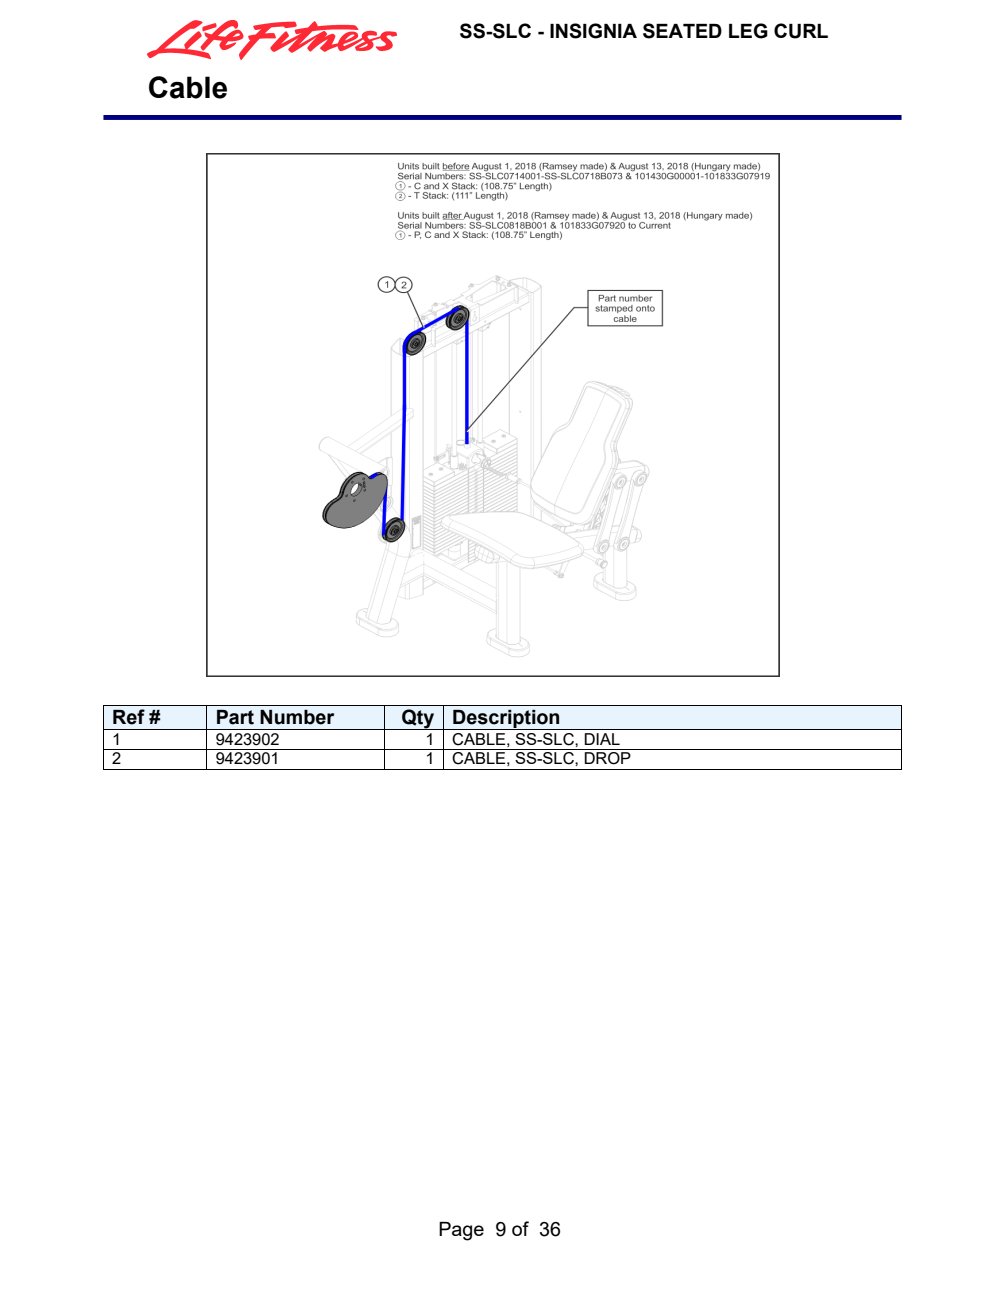 Life Fitness
SS-SLC - INSIGNIA SEATED LEG CURL
Cable
Units built before August 1, 2018 (Ramsey made) & August 13, 2018 (Hungary made)
Serial Numbers: SS-SLC0714001-SS-SLC0718B073 & 101430G00001-101833G07919
1 - C and X Stack: (108.75" Length)
2 - T Stack: (111" Length)
Units built after August 1, 2018 (Ramsey made) & August 13, 2018 (Hungary made)
Serial Numbers: SS-SLC0818B001 & 101833G07920 to Current
1 - P, C and X Stack: (108.75" Length)
1 2
Part number
stamped onto
cable
Ref # Part Number Qty Description
1 9423902 1 CABLE, SS-SLC, DIAL
2 9423901 1 CABLE, SS-SLC, DROP
Page 9 of 36